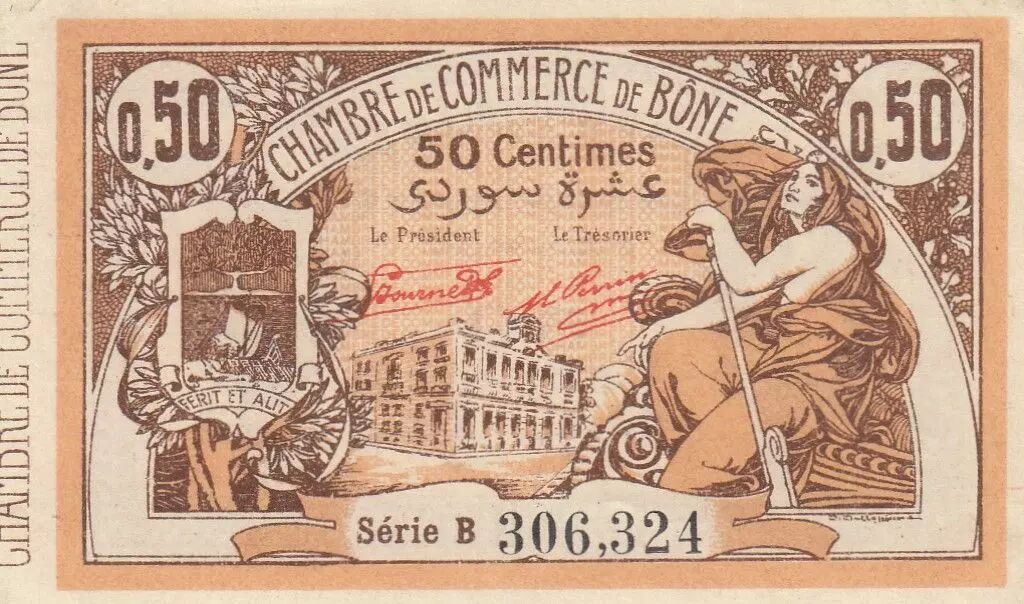 CHAMBRE DE COMMERCE DE BÔNE
0,50
CHAMBRE DE COMMERCE DE BÔNE
0,50
50 Centimes
عشرة سوردى
Le Président
Le Trésorier
FERIT ET ALIT
Série B 306,324